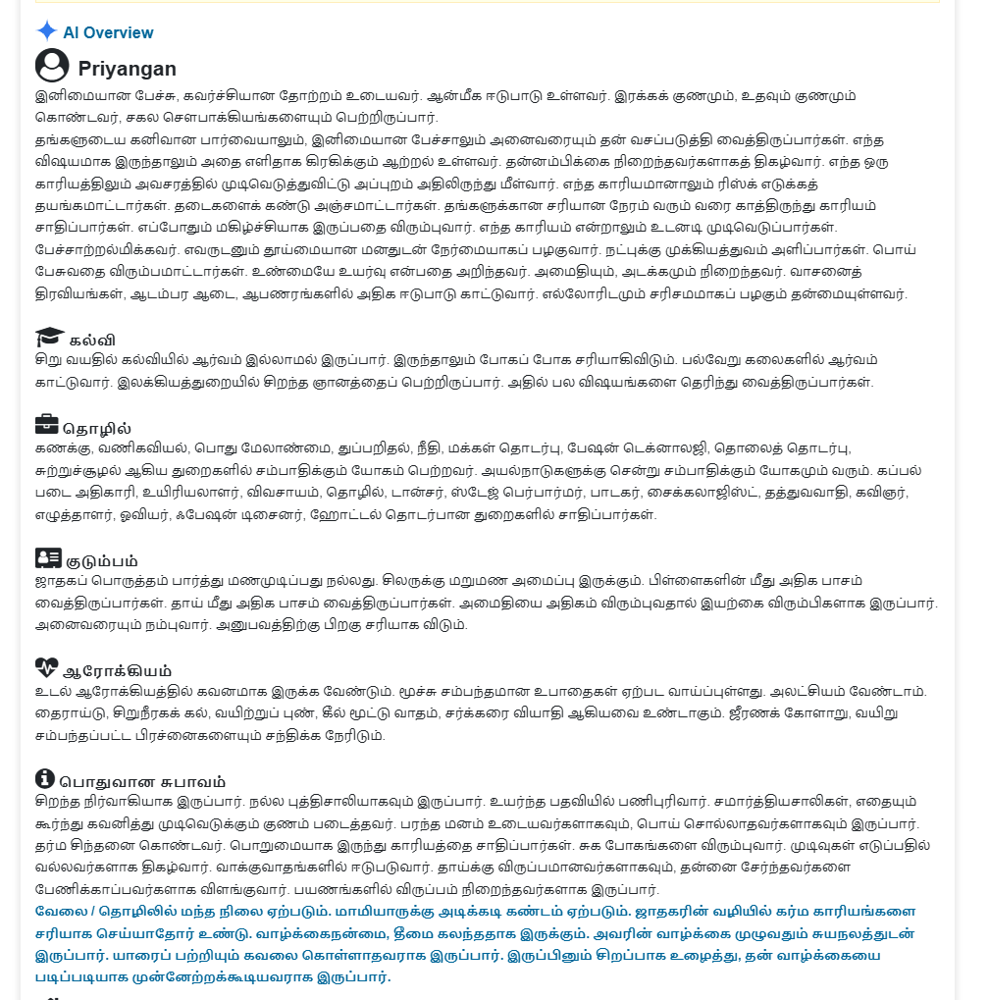 AI Overview
Priyangan
இனிமையான பேச்சு, கவர்ச்சியான தோற்றம் உடையவர். ஆன்மீக ஈடுபாடு உள்ளவர். இரக்கக் குணமும், உதவும் குணமும்
கொண்டவர், சகல சௌபாக்கியங்களையும் பெற்றிருப்பார்.
தங்களுடைய கனிவான பார்வையாலும், இனிமையான பேச்சாலும் அனைவரையும் தன் வசப்படுத்தி வைத்திருப்பார்கள். எந்த
விஷயமாக இருந்தாலும் அதை எளிதாக கிரகிக்கும் ஆற்றல் உள்ளவர். தன்னம்பிக்கை நிறைந்தவர்களாகத் திகழ்வார். எந்த ஒரு
காரியத்திலும் அவசரத்தில் முடிவெடுத்துவிட்டு அப்புறம் அதிலிருந்து மீள்வார். எந்த காரியமானாலும் ரிஸ்க் எடுக்கத்
தயங்கமாட்டார்கள். தடைகளைக் கண்டு அஞ்சமாட்டார்கள். தங்களுக்கான சரியான நேரம் வரும் வரை காத்திருந்து காரியம்
சாதிப்பார்கள். எப்போதும் மகிழ்ச்சியாக இருப்பதை விரும்புவார். எந்த காரியம் என்றாலும் உடனடி முடிவெடுப்பார்கள்.
பேச்சாற்றல்மிக்கவர். எவருடனும் தூய்மையான மனதுடன் நேர்மையாகப் பழகுவார். நட்புக்கு முக்கியத்துவம் அளிப்பார்கள். பொய்
பேசுவதை விரும்பமாட்டார்கள். உண்மையே உயர்வு என்பதை அறிந்தவர். அமைதியும், அடக்கமும் நிறைந்தவர். வாசனைத்
திரவியங்கள், ஆடம்பர ஆடை, ஆபணரங்களில் அதிக ஈடுபாடு காட்டுவார். எல்லோரிடமும் சரிசமமாகப் பழகும் தன்மையுள்ளவர்.
கல்வி
சிறு வயதில் கல்வியில் ஆர்வம் இல்லாமல் இருப்பார். இருந்தாலும் போகப் போக சரியாகிவிடும். பல்வேறு கலைகளில் ஆர்வம்
காட்டுவார். இலக்கியத்துறையில் சிறந்த ஞானத்தைப் பெற்றிருப்பார். அதில் பல விஷயங்களை தெரிந்து வைத்திருப்பார்கள்.
தொழில்
கணக்கு, வணிகவியல், பொது மேலாண்மை, துப்பறிதல், நீதி, மக்கள் தொடர்பு, பேஷன் டெக்னாலஜி, தொலைத் தொடர்பு,
சுற்றுச்சூழல் ஆகிய துறைகளில் சம்பாதிக்கும் யோகம் பெற்றவர். அயல்நாடுகளுக்கு சென்று சம்பாதிக்கும் யோகமும் வரும். கப்பல்
படை அதிகாரி, உயிரியலாளர், விவசாயம், தொழில், டான்சர், ஸ்டேஜ் பெர்பார்மர், பாடகர், சைக்கலாஜிஸ்ட், தத்துவவாதி, கவிஞர்,
எழுத்தாளர், ஓவியர், ஃபேஷன் டிசைனர், ஹோட்டல் தொடர்பான துறைகளில் சாதிப்பார்கள்.
குடும்பம்
ஜாதகப் பொருத்தம் பார்த்து மணமுடிப்பது நல்லது. சிலருக்கு மறுமண அமைப்பு இருக்கும். பிள்ளைகளின் மீது அதிக பாசம்
வைத்திருப்பார்கள். தாய் மீது அதிக பாசம் வைத்திருப்பார்கள். அமைதியை அதிகம் விரும்புவதால் இயற்கை விரும்பிகளாக இருப்பார்.
அனைவரையும் நம்புவார். அனுபவத்திற்கு பிறகு சரியாக விடும்.
ஆரோக்கியம்
உடல் ஆரோக்கியத்தில் கவனமாக இருக்க வேண்டும். மூச்சு சம்பந்தமான உபாதைகள் ஏற்பட வாய்ப்புள்ளது. அலட்சியம் வேண்டாம்.
தைராய்டு, சிறுநீரகக் கல், வயிற்றுப் புண், கீல் மூட்டு வாதம், சர்க்கரை வியாதி ஆகியவை உண்டாகும். ஜீரணக் கோளாறு, வயிறு
சம்பந்தப்பட்ட பிரச்னைகளையும் சந்திக்க நேரிடும்.
பொதுவான சுபாவம்
சிறந்த நிர்வாகியாக இருப்பார். நல்ல புத்திசாலியாகவும் இருப்பார். உயர்ந்த பதவியில் பணிபுரிவார். சமார்த்தியசாலிகள், எதையும்
கூர்ந்து கவனித்து முடிவெடுக்கும் குணம் படைத்தவர். பரந்த மனம் உடையவர்களாகவும், பொய் சொல்லாதவர்களாகவும் இருப்பார்.
தர்ம சிந்தனை கொண்டவர். பொறுமையாக இருந்து காரியத்தை சாதிப்பார்கள். சுக போகங்களை விரும்புவார். முடிவுகள் எடுப்பதில்
வல்லவர்களாக திகழ்வார். வாக்குவாதங்களில் ஈடுபடுவார். தாய்க்கு விருப்பமானவர்களாகவும், தன்னை சேர்ந்தவர்களை
பேணிக்காப்பவர்களாக விளங்குவார். பயணங்களில் விருப்பம் நிறைந்தவர்களாக இருப்பார்.
வேலை / தொழிலில் மந்த நிலை ஏற்படும். மாமியாருக்கு அடிக்கடி கண்டம் ஏற்படும். ஜாதகரின் வழியில் கர்ம காரியங்களை
சரியாக செய்யாதோர் உண்டு. வாழ்க்கைநன்மை, தீமை கலந்ததாக இருக்கும். அவரின் வாழ்க்கை முழுவதும் சுயநலத்துடன்
இருப்பார். யாரைப் பற்றியும் கவலை கொள்ளாதவராக இருப்பார். இருப்பினும் சிறப்பாக உழைத்து, தன் வாழ்க்கையை
படிப்படியாக முன்னேற்றக்கூடியவராக இருப்பார்.